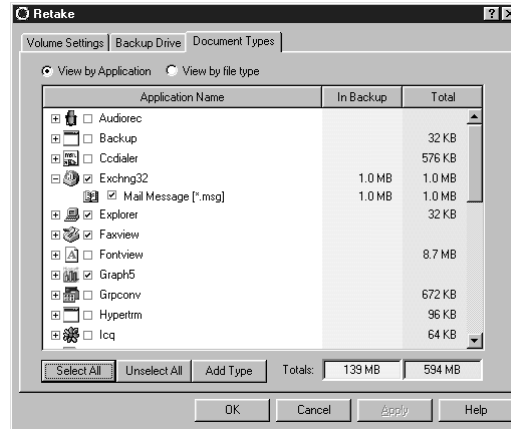 Retake
Volume Settings Backup Drive Document Types
View by Application View by file type
Application Name In Backup Total
Audiorec
Backup 32 KB
Ccdialer 576 KB
Exchng32 1.0 MB 1.0 MB
Mail Message [*.msg] 1.0 MB 1.0 MB
Explorer 32 KB
Faxview
Fontview 8.7 MB
Graph5
Grpconv 672 KB
Hypertrm 96 KB
Icq 64 KB
Select All Unselect All Add Type Totals: 139 MB 594 MB
OK Cancel Apply Help